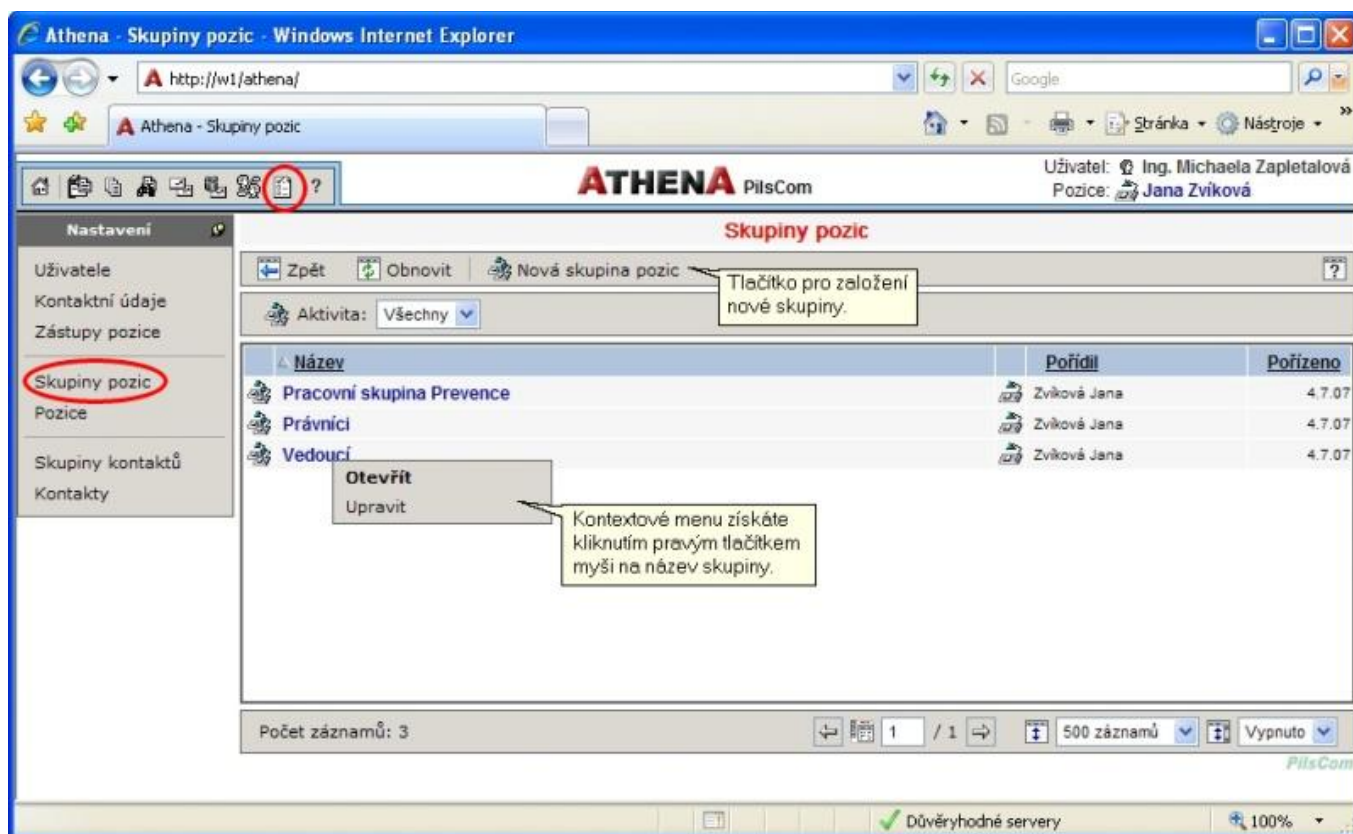 Athena - Skupiny pozic - Windows Internet Explorer
http://w1/athena/
Google
Athena - Skupiny pozic
Stránka
Nástroje
»
?
ATHENA PilsCom
Uživatel: Ing. Michaela Zapletalová
Pozice: Jana Zvíková
Nastavení
Skupiny pozic
Uživatele
Kontaktní údaje
Zástupy pozice
Skupiny pozic
Pozice
Skupiny kontaktů
Kontakty
Zpět Obnovit Nová skupina pozic
?
Tlačítko pro založení
nové skupiny.
Aktivita: Všechny
Název Pořídil Pořízeno
Pracovní skupina Prevence Zvíková Jana 4.7.07
Právníci Zvíková Jana 4.7.07
Vedoucí Zvíková Jana 4.7.07
Otevřít
Upravit
Kontextové menu získáte
kliknutím pravým tlačítkem
myši na název skupiny.
Počet záznamů: 3 1 / 1 500 záznamů Vypnuto
PilsCom
Důvěryhodné servery 100%